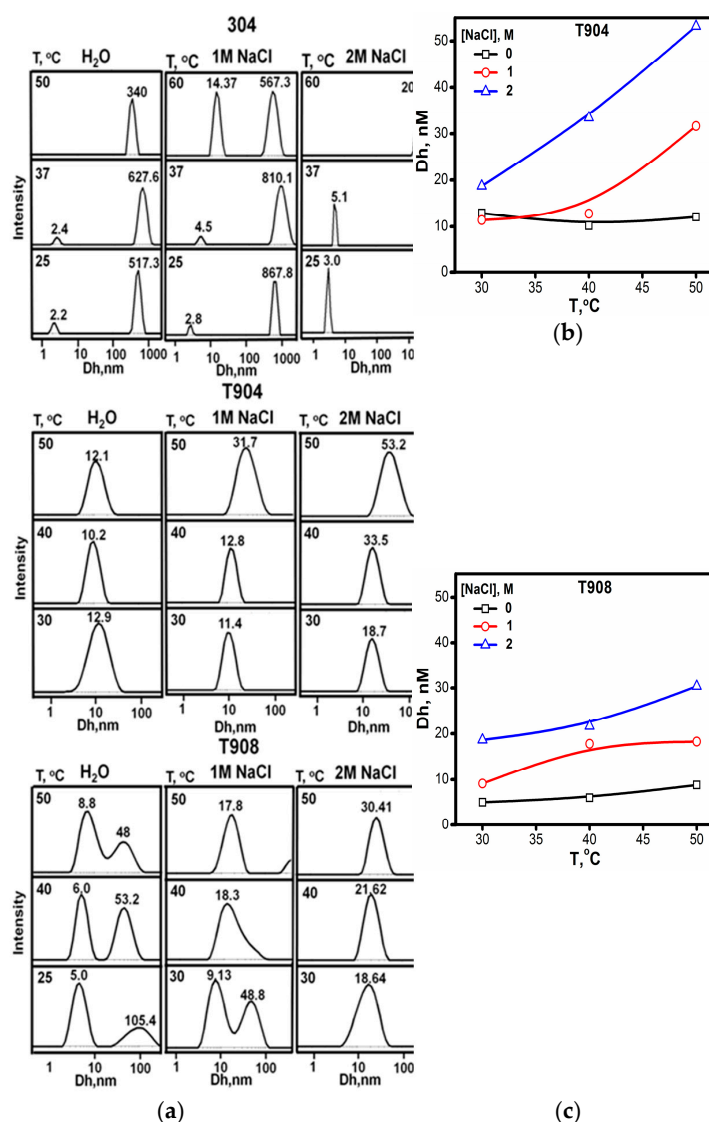 304
T, °C H2O 1M NaCl 2M NaCl
50 340 60 14.37 567.3 60 20
37 2.4 627.6 37 4.5 810.1 37 5.1
25 2.2 517.3 25 2.8 867.8 25 3.0
Intensity
1 10 100 1000 1 10 100 1000 1 10 100
Dh,nm Dh,nm Dh,nm
T904
T, °C H2O T, °C 1M NaCl T, °C 2M NaCl
50 12.1 50 31.7 50 53.2
40 10.2 40 12.8 40 33.5
30 12.9 30 11.4 30 18.7
Intensity
1 10 100 1 10 100 1 10
Dh,nm Dh,nm Dh,nm
T908
T, °C H2O T, °C 1M NaCl T, °C 2M NaCl
50 8.8 48 50 17.8 50 30.41
40 6.0 53.2 40 18.3 40 21.62
25 5.0 105.4 30 9.13 48.8 30 18.64
Intensity
1 10 100 1 10 100 1 10 100
Dh,nm Dh,nm Dh,nm
(a)
[NaCl], M T904
0
1
2
Dh, nM
50
40
30
20
10
0
30 35 40 45 50
T,°C
(b)
[NaCl], M T908
0
1
2
Dh, nM
50
40
30
20
10
0
30 35 40 45 50
T,°C
(c)